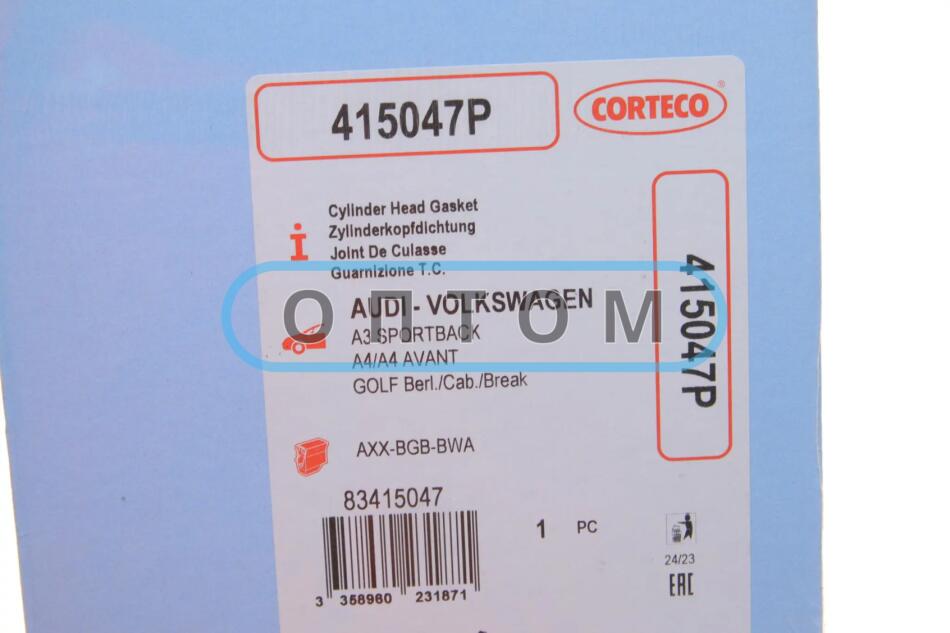 415047P
CORTECO®
Cylinder Head Gasket
Zylinderkopfdichtung
Joint De Culasse
Guarnizione T.C.
AUDI - VOLKSWAGEN
ОПТОМ
A3 SPORTBACK
A4/A4 AVANT
GOLF Berl./Cab./Break
415047P
AXX-BGB-BWA
83415047
3 358960 231871
1 PC
24/23
EAC